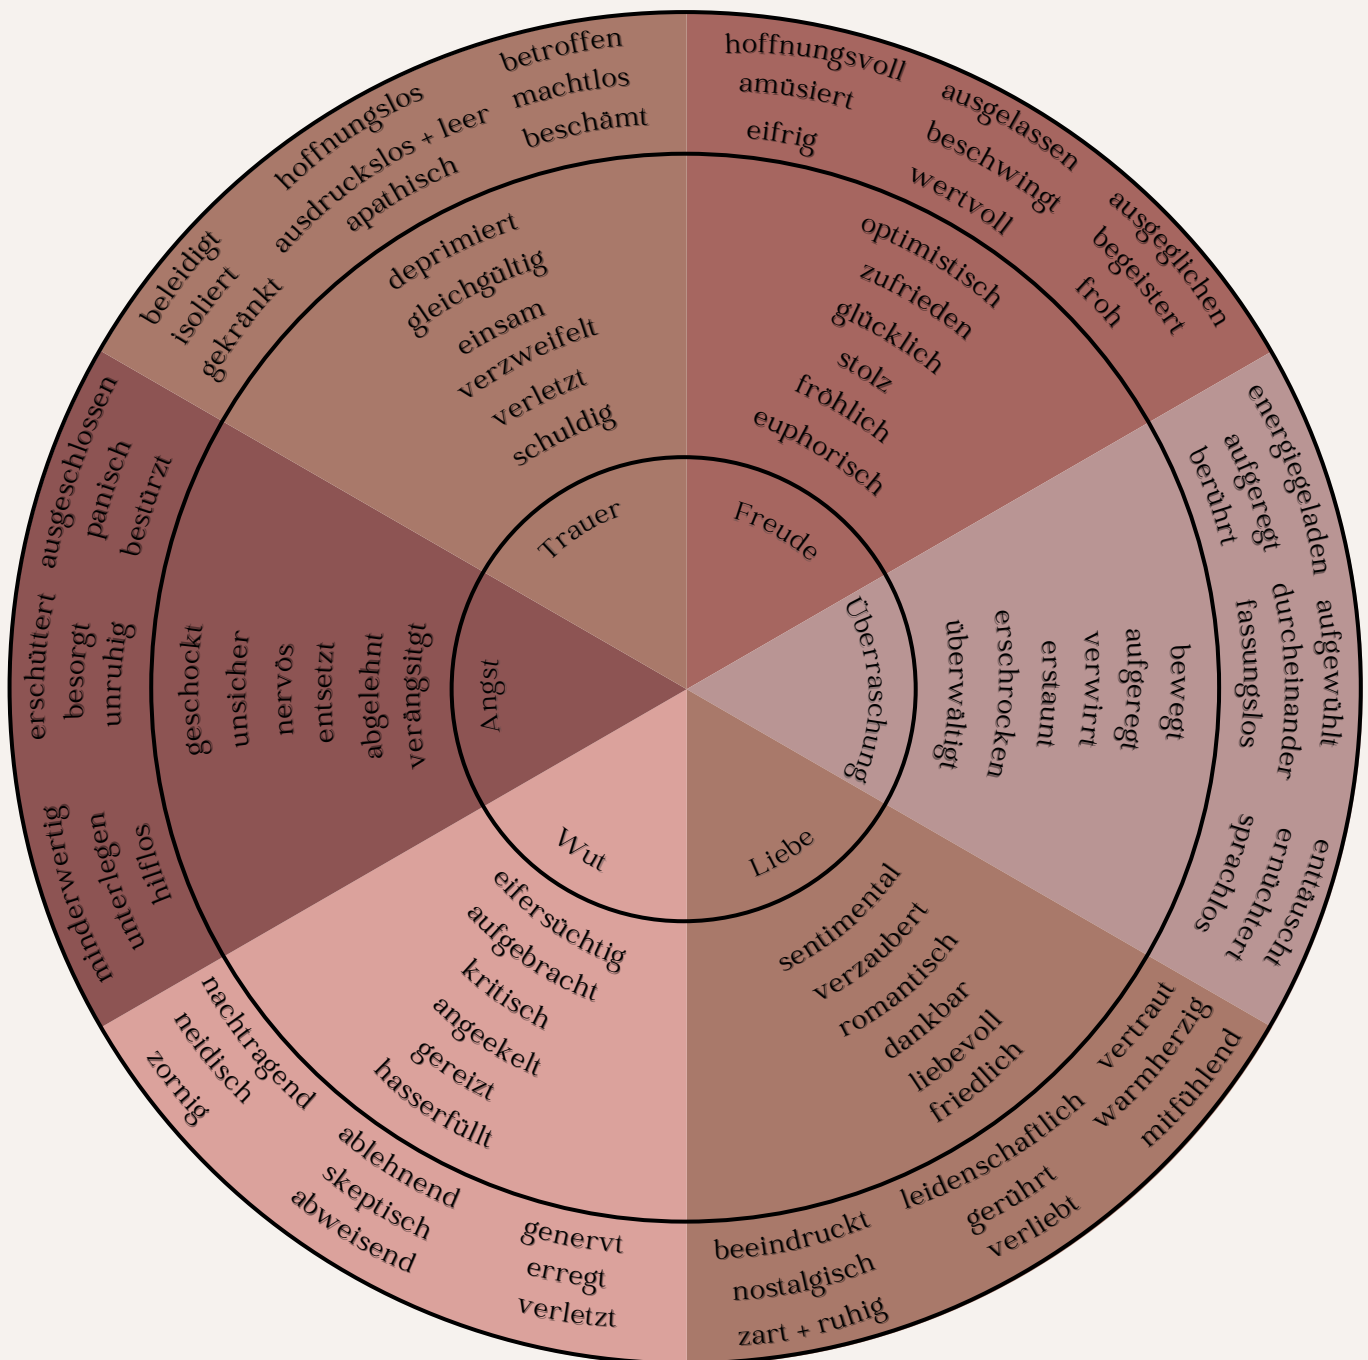 betroffen
machtlos
beschämt
hoffnungslos
ausdruckslos + leer
apathisch
beleidigt
isoliert
gekränkt
deprimiert
gleichgültig
einsam
verzweifelt
verletzt
schuldig
Trauer
hoffnungsvoll
amüsiert
eifrig
ausgelassen
beschwingt
wertvoll
ausgeglichen
begeistert
froh
optimistisch
zufrieden
glücklich
stolz
fröhlich
euphorisch
Freude
energiegeladen
aufgeregt
berührt
aufgewühlt
durcheinander
fassungslos
enttäuscht
ernüchtert
sprachlos
bewegt
aufgeregt
verwirrt
erstaunt
erschrocken
überwältigt
Überraschung
Liebe
sentimental
verzaubert
romantisch
dankbar
liebevoll
friedlich
vertraut
warmherzig
mitfühlend
leidenschaftlich
gerührt
verliebt
beeindruckt
nostalgisch
zart + ruhig
Wut
eifersüchtig
aufgebracht
kritisch
angeekelt
gereizt
hasserfüllt
genervt
erregt
verletzt
ablehnend
skeptisch
abweisend
nachtragend
neidisch
zornig
Angst
verängsitgt
abgelehnt
entsetzt
nervös
unsicher
geschockt
minderwertig
unterlegen
hilflos
erschüttert
besorgt
unruhig
ausgeschlossen
panisch
bestürzt